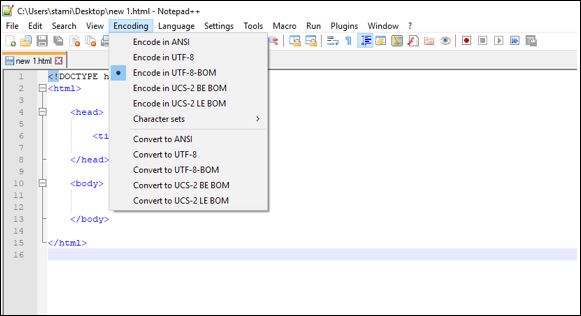 C:\Users\stami\Desktop\new 1.html - Notepad++
File Edit Search View Encoding Language Settings Tools Macro Run Plugins Window ?
new 1.html
Encode in ANSI
Encode in UTF-8
Encode in UTF-8-BOM
Encode in UCS-2 BE BOM
Encode in UCS-2 LE BOM
Character sets
Convert to ANSI
Convert to UTF-8
Convert to UTF-8-BOM
Convert to UCS-2 BE BOM
Convert to UCS-2 LE BOM
1 <!DOCTYPE h
2 <html>
3
4 <head>
5
6 <ti
7
8 </head>
9
10 <body>
11
12
13 </body>
14
15 </html>
16